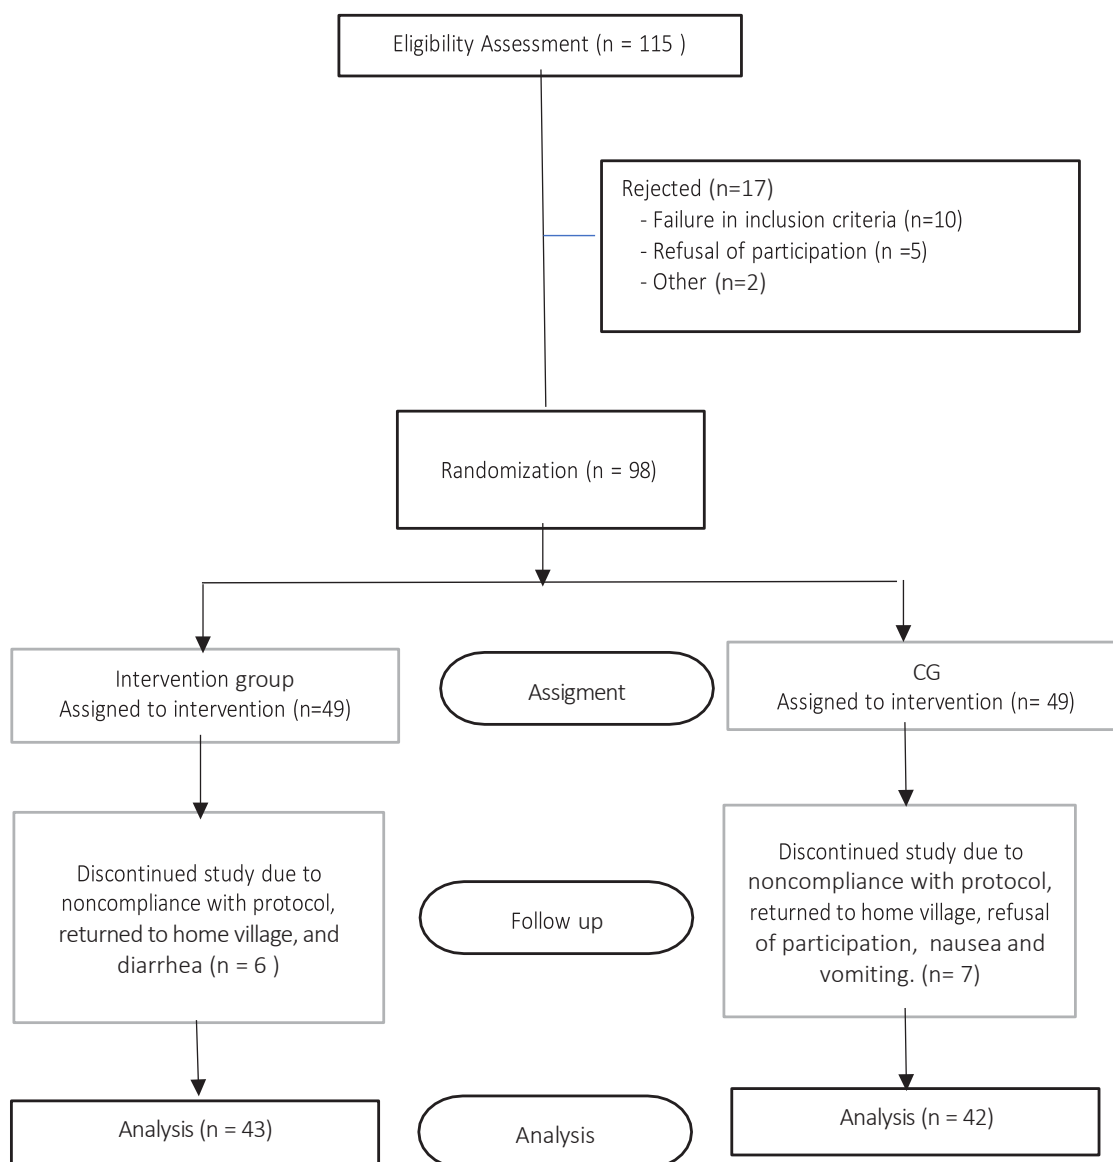 Eligibility Assessment (n = 115 )
Rejected (n=17)
- Failure in inclusion criteria (n=10)
- Refusal of participation (n =5)
- Other (n=2)
Randomization (n = 98)
Intervention group
Assigned to intervention (n=49)
Assigment
CG
Assigned to intervention (n= 49)
Discontinued study due to
noncompliance with protocol,
returned to home village, and
diarrhea (n = 6 )
Follow up
Discontinued study due to
noncompliance with protocol,
returned to home village, refusal
of participation, nausea and
vomiting. (n= 7)
Analysis (n = 43)
Analysis
Analysis (n = 42)